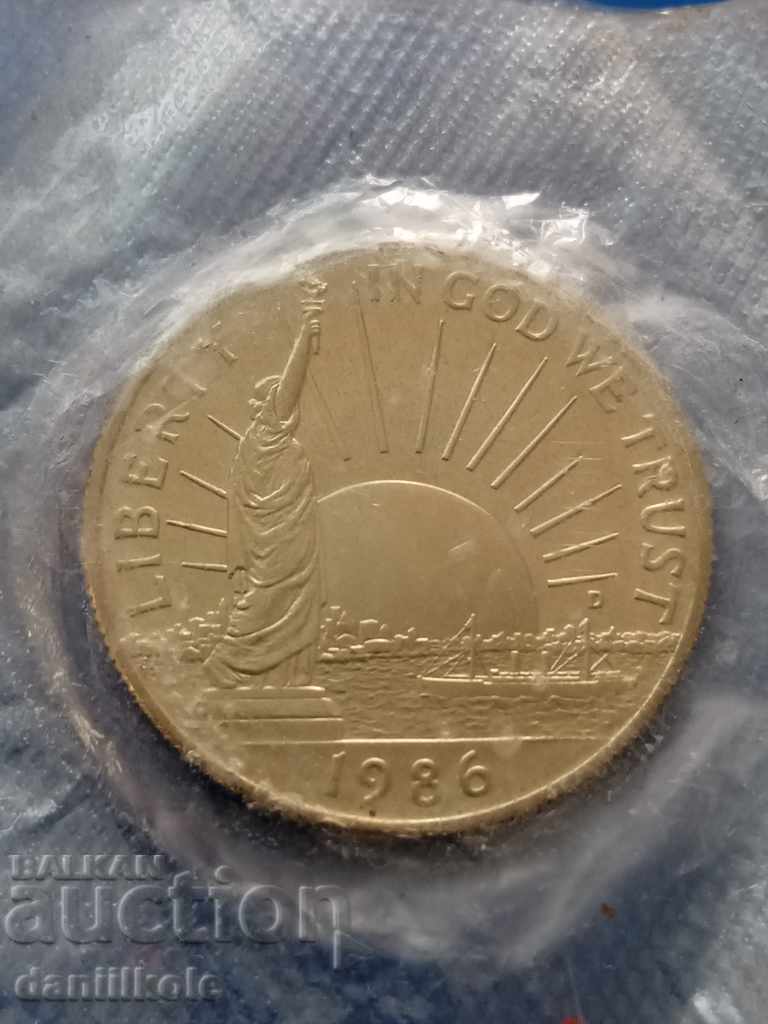 LIBERTY
IN GOD WE TRUST
D
1986
BALKAN
auction
daniilkole